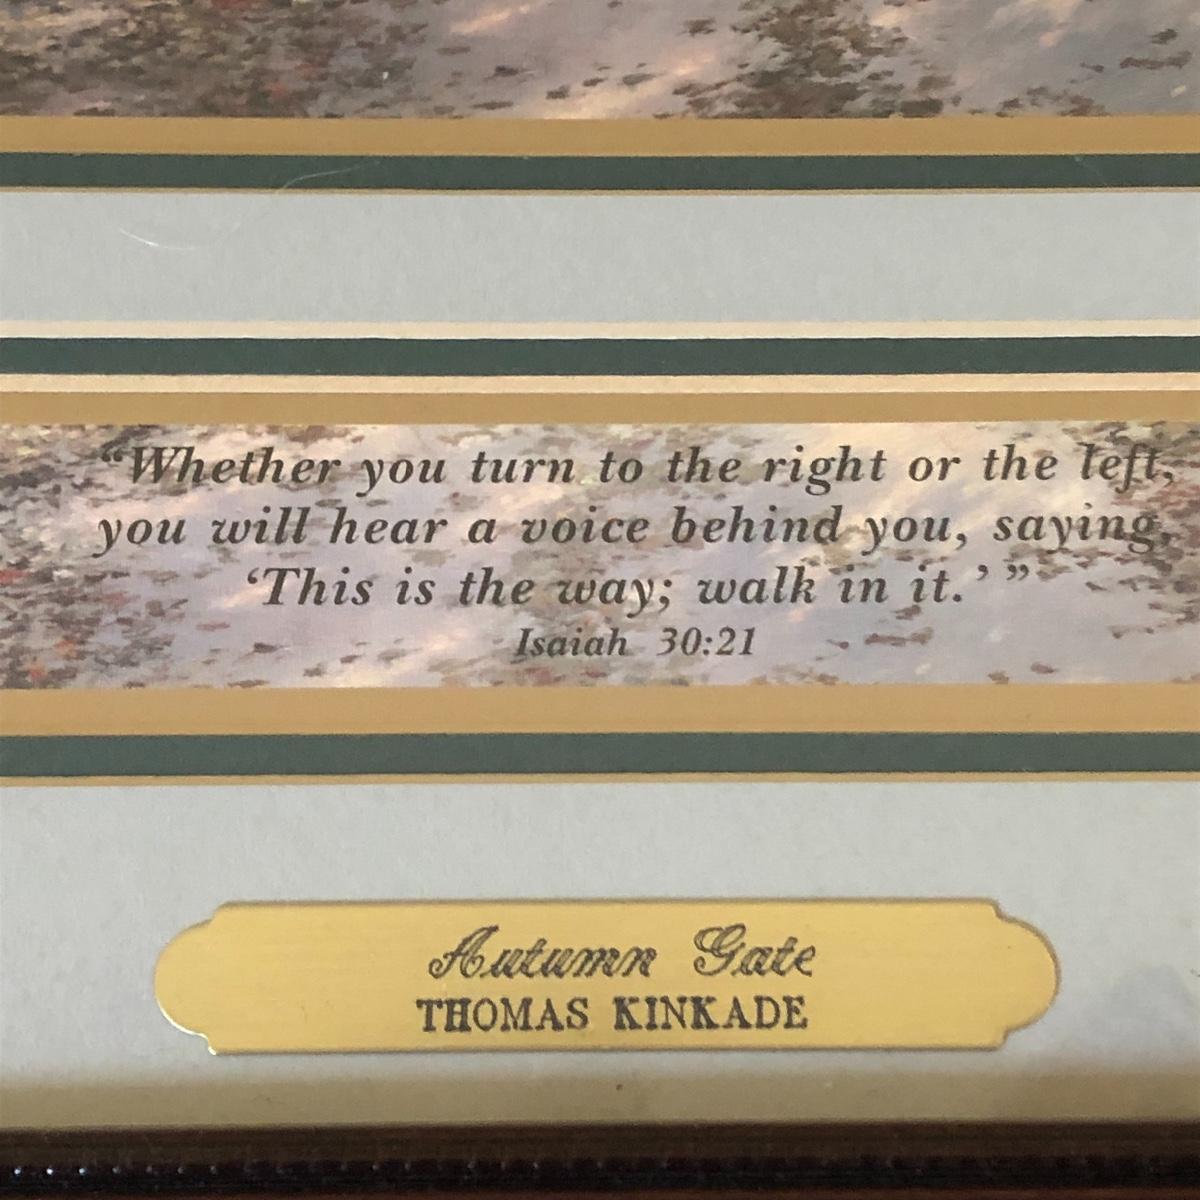 “Whether you turn to the right or the left,
you will hear a voice behind you, saying,
‘This is the way; walk in it.’ ”
Isaiah 30:21
Autumn Gate
THOMAS KINKADE